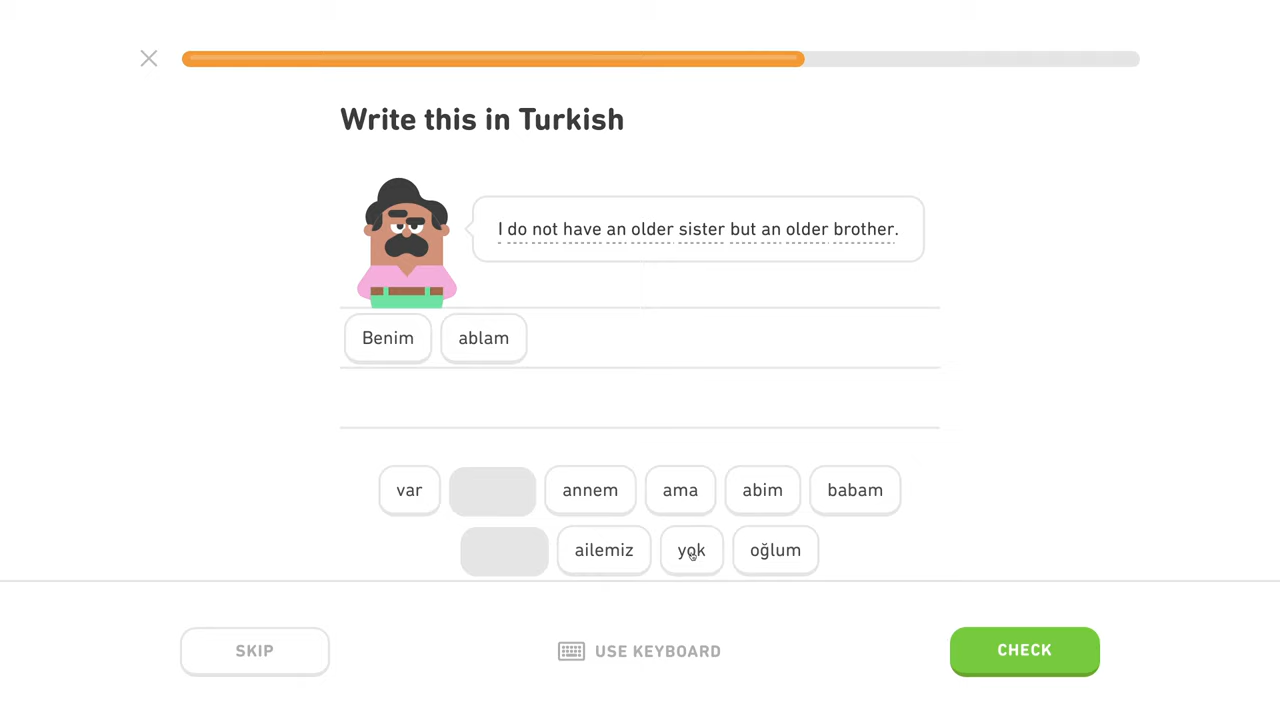 Write this in Turkish
I do not have an older sister but an older brother.
Benim ablam
var annem ama abim babam
ailemiz yok oğlum
SKIP USE KEYBOARD CHECK